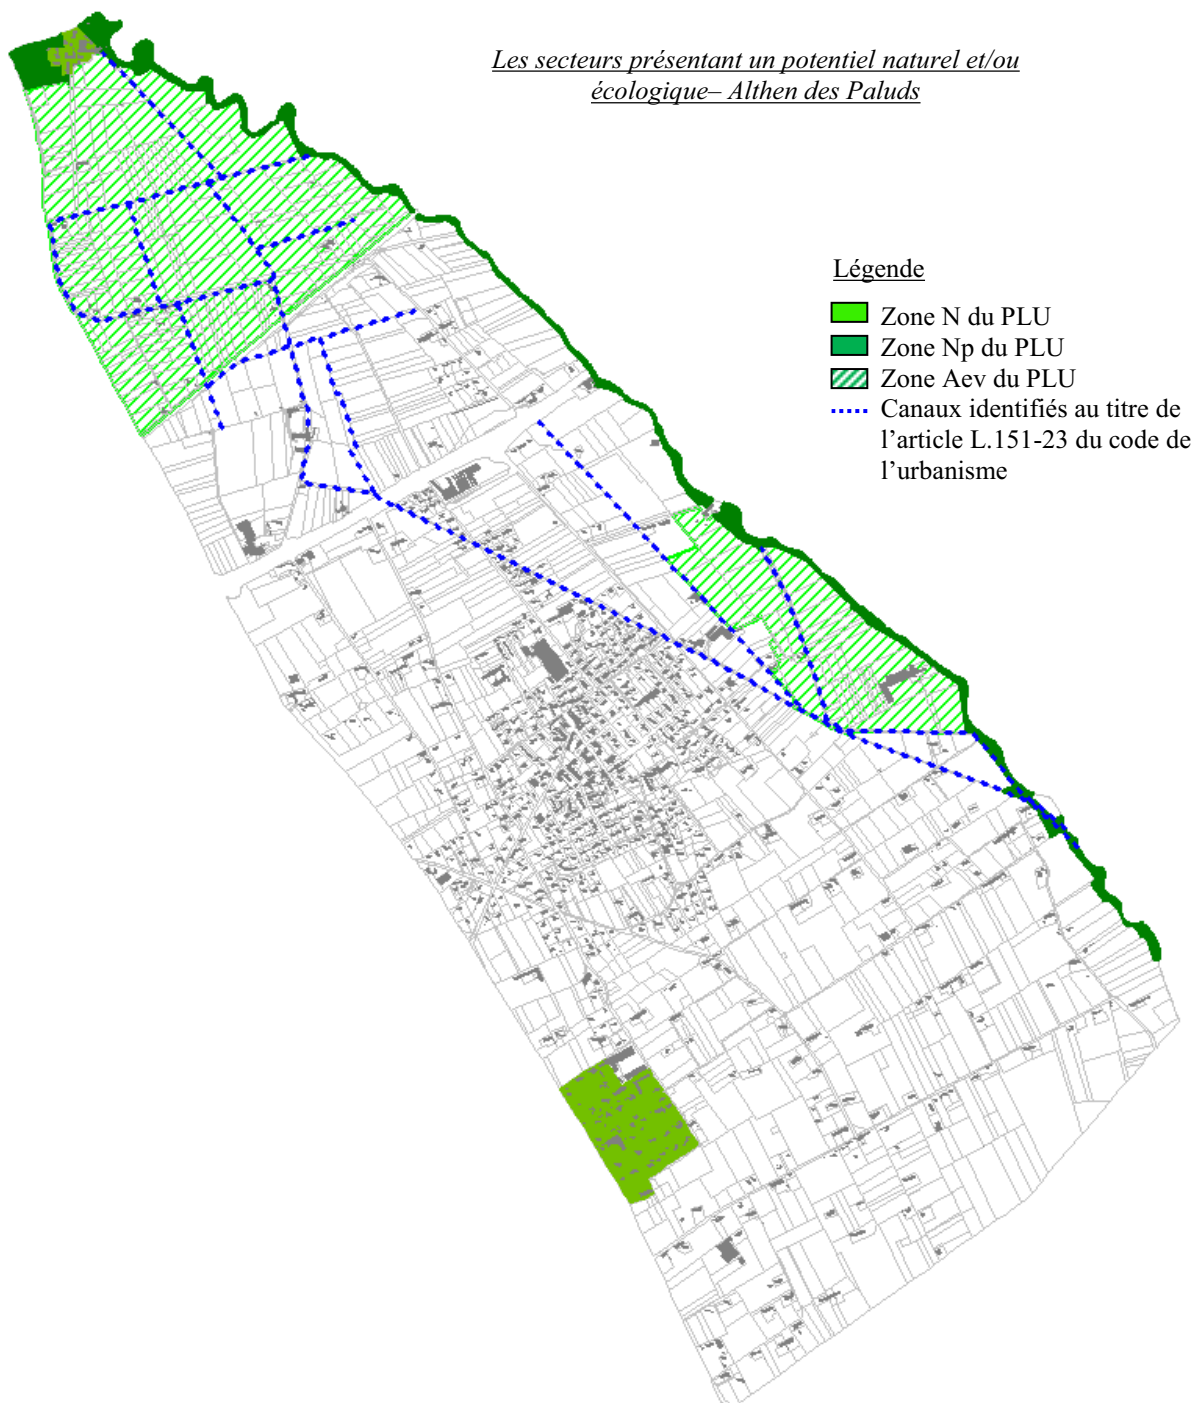 Les secteurs présentant un potentiel naturel et/ou
écologique– Althen des Paluds
Légende
Zone N du PLU
Zone Np du PLU
Zone Aev du PLU
Canaux identifiés au titre de
l’article L.151-23 du code de
l’urbanisme